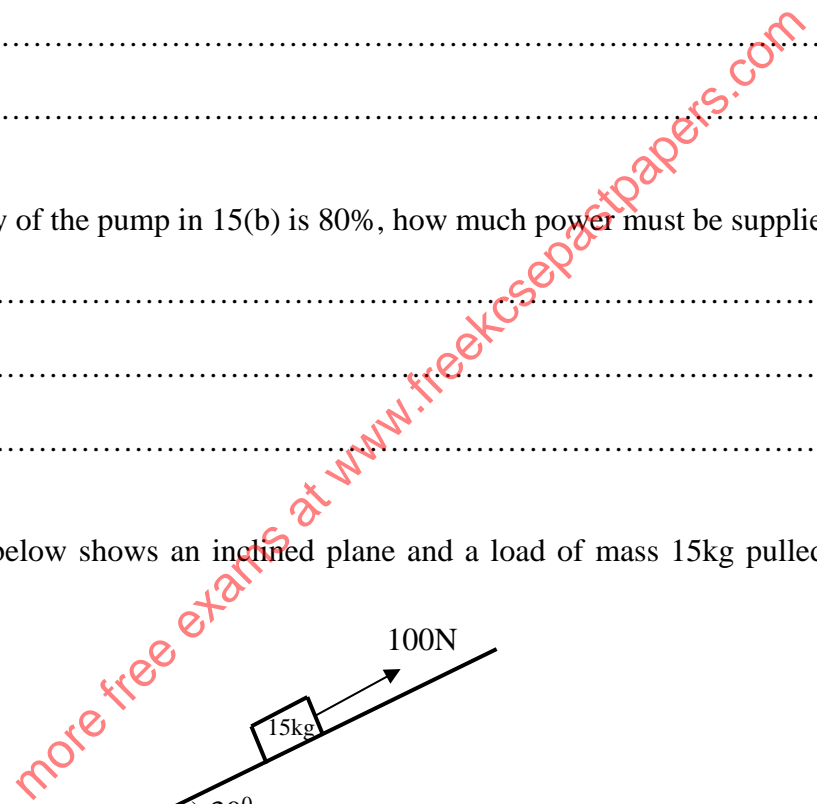 y of the pump in 15(b) is 80%, how much power must be supplie
below shows an inclined plane and a load of mass 15kg pulled
100N
15kg
more free exams at www.freekcsepastpapers.com